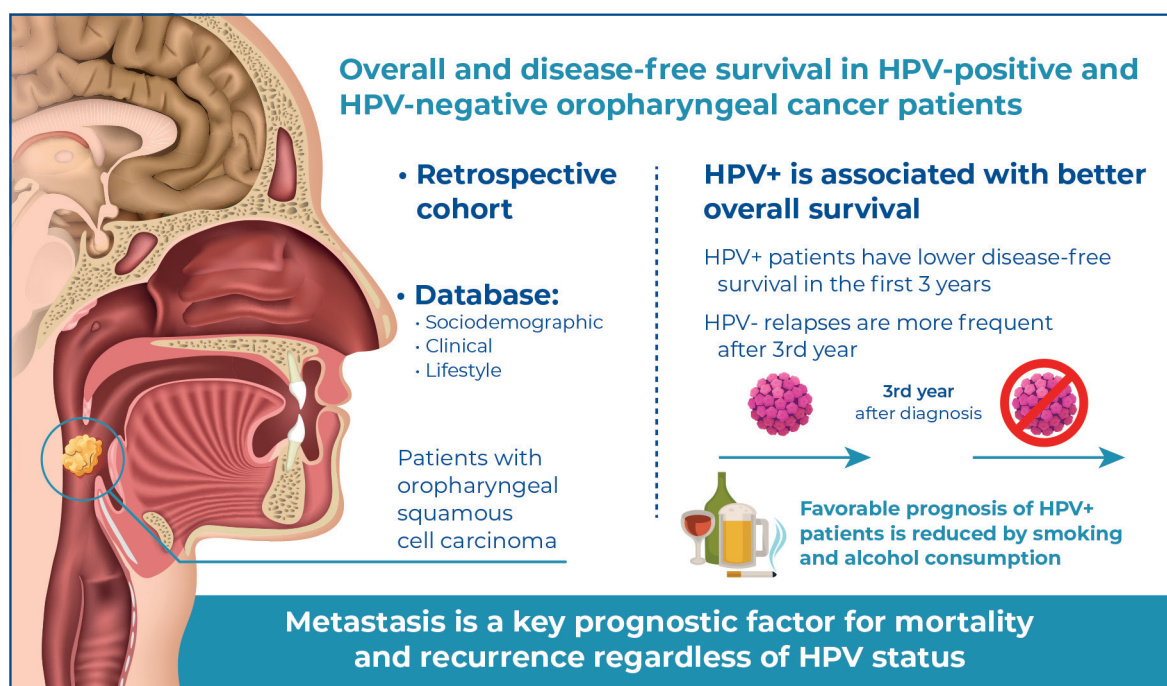 Overall and disease-free survival in HPV-positive and
HPV-negative oropharyngeal cancer patients
• Retrospective
cohort
• Database:
• Sociodemographic
• Clinical
• Lifestyle
Patients with
oropharyngeal
squamous
cell carcinoma
HPV+ is associated with better
overall survival
HPV+ patients have lower disease-free
survival in the first 3 years
HPV- relapses are more frequent
after 3rd year
3rd year
after diagnosis
Favorable prognosis of HPV+
patients is reduced by smoking
and alcohol consumption
Metastasis is a key prognostic factor for mortality
and recurrence regardless of HPV status